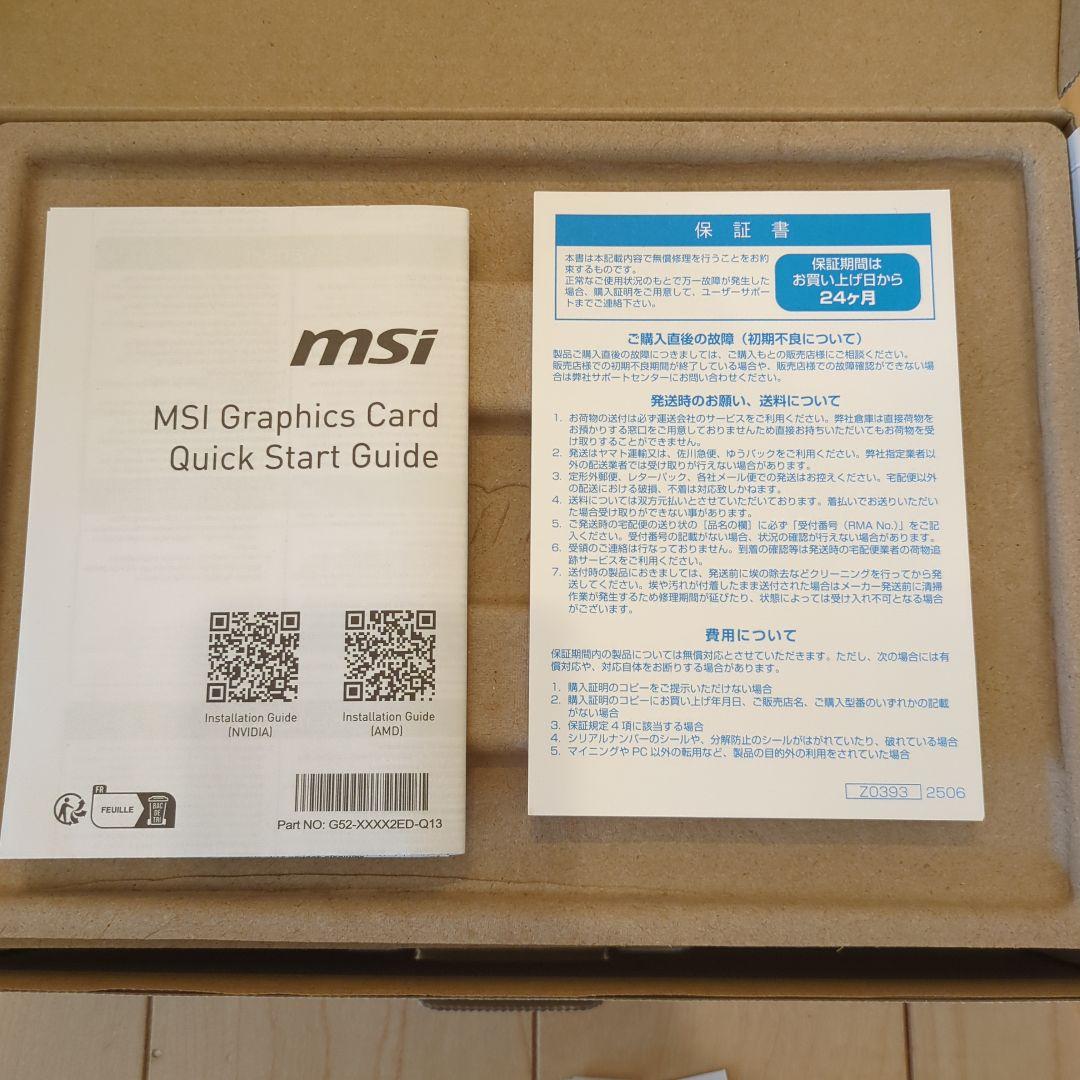 msi
MSI Graphics Card
Quick Start Guide
Installation Guide
(NVIDIA)
Installation Guide
(AMD)
FR
FEUILLE
BAC
DE
TRI
Part NO: G52-XXXX2ED-Q13
保証書
本書は本記載内容で無償修理を行うことをお約
束するものです。
正常なご使用状況のもとで万一故障が発生した
場合、購入証明をご用意して、ユーザーサポー
トまでご連絡下さい。
保証期間は
お買い上げ日から
24ヶ月
ご購入直後の故障（初期不良について）
製品ご購入直後の故障につきましては、ご購入もとの販売店様にご相談ください。
販売店様での初期不良期間が終了している場合や、販売店様での故障確認ができない場
合は弊社サポートセンターにお問い合わせください。
発送時のお願い、送料について
1. お荷物の送付は必ず運送会社のサービスをご利用ください。弊社倉庫は直接荷物を
お預かりする窓口をご用意しておりませんため直接お持ちいただいてもお荷物を受
け取りすることができません。
2. 発送はヤマト運輸又は、佐川急便、ゆうパックをご利用ください。弊社指定業者以
外の配送業者では受け取りが行えない場合があります。
3. 定形外郵便、レターパック、各社メール便での発送はお控えください。宅配便以外
の配送における破損、不着は対応致しかねます。
4. 送料については双方元払いとさせていただいております。着払いでお送りいただい
た場合受け取りができない事があります。
5. ご発送時の宅配便の送り状の［品名の欄］に必ず「受付番号（RMA No.）」をご記
入ください。受付番号の記載がない場合、状況の確認が行えない場合があります。
6. 受領のご連絡は行なっておりません。到着の確認等は発送時の宅配便業者の荷物追
跡サービスをご利用ください。
7. 送付時の製品におきましては、発送前に埃の除去などクリーニングを行ってから発
送してください。埃や汚れが付着したまま送付された場合はメーカー発送前に清掃
作業が発生するため修理期間が延びたり、状態によっては受け入れ不可となる場合
がございます。
費用について
保証期間内の製品については無償対応とさせていただきます。ただし、次の場合には有
償対応や、対応自体をお断りする場合があります。
1. 購入証明のコピーをご提示いただけない場合
2. 購入証明のコピーにお買い上げ年月日、ご販売店名、ご購入型番のいずれかの記載
がない場合
3. 保証規定４項に該当する場合
4. シリアルナンバーのシールや、分解防止のシールがはがれていたり、破れている場合
5. マイニングや PC 以外の転用など、製品の目的外の利用をされていた場合
Z0393 2506